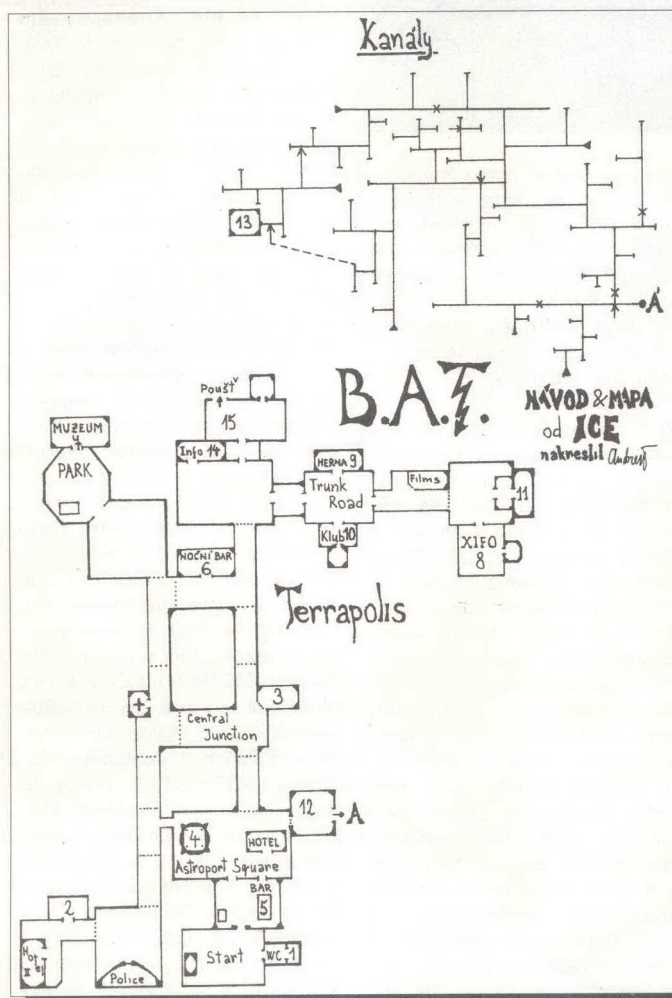 Kanály
13
A'
B.A.T.
NÁVOD & MAPA
od ICE
nakreslil
Poušť
15
MUZEUM
4
PARK
Info 14
HERNA 9
Trunk
Road
Films
11
Klub 10
XIFO
8
NOČNÍ BAR
6
Terrapolis
+
3
Central
Junction
12
A
4.
HOTEL
Astroport Square
BAR
5
2
Hotel
II
Start
WC 1
Police